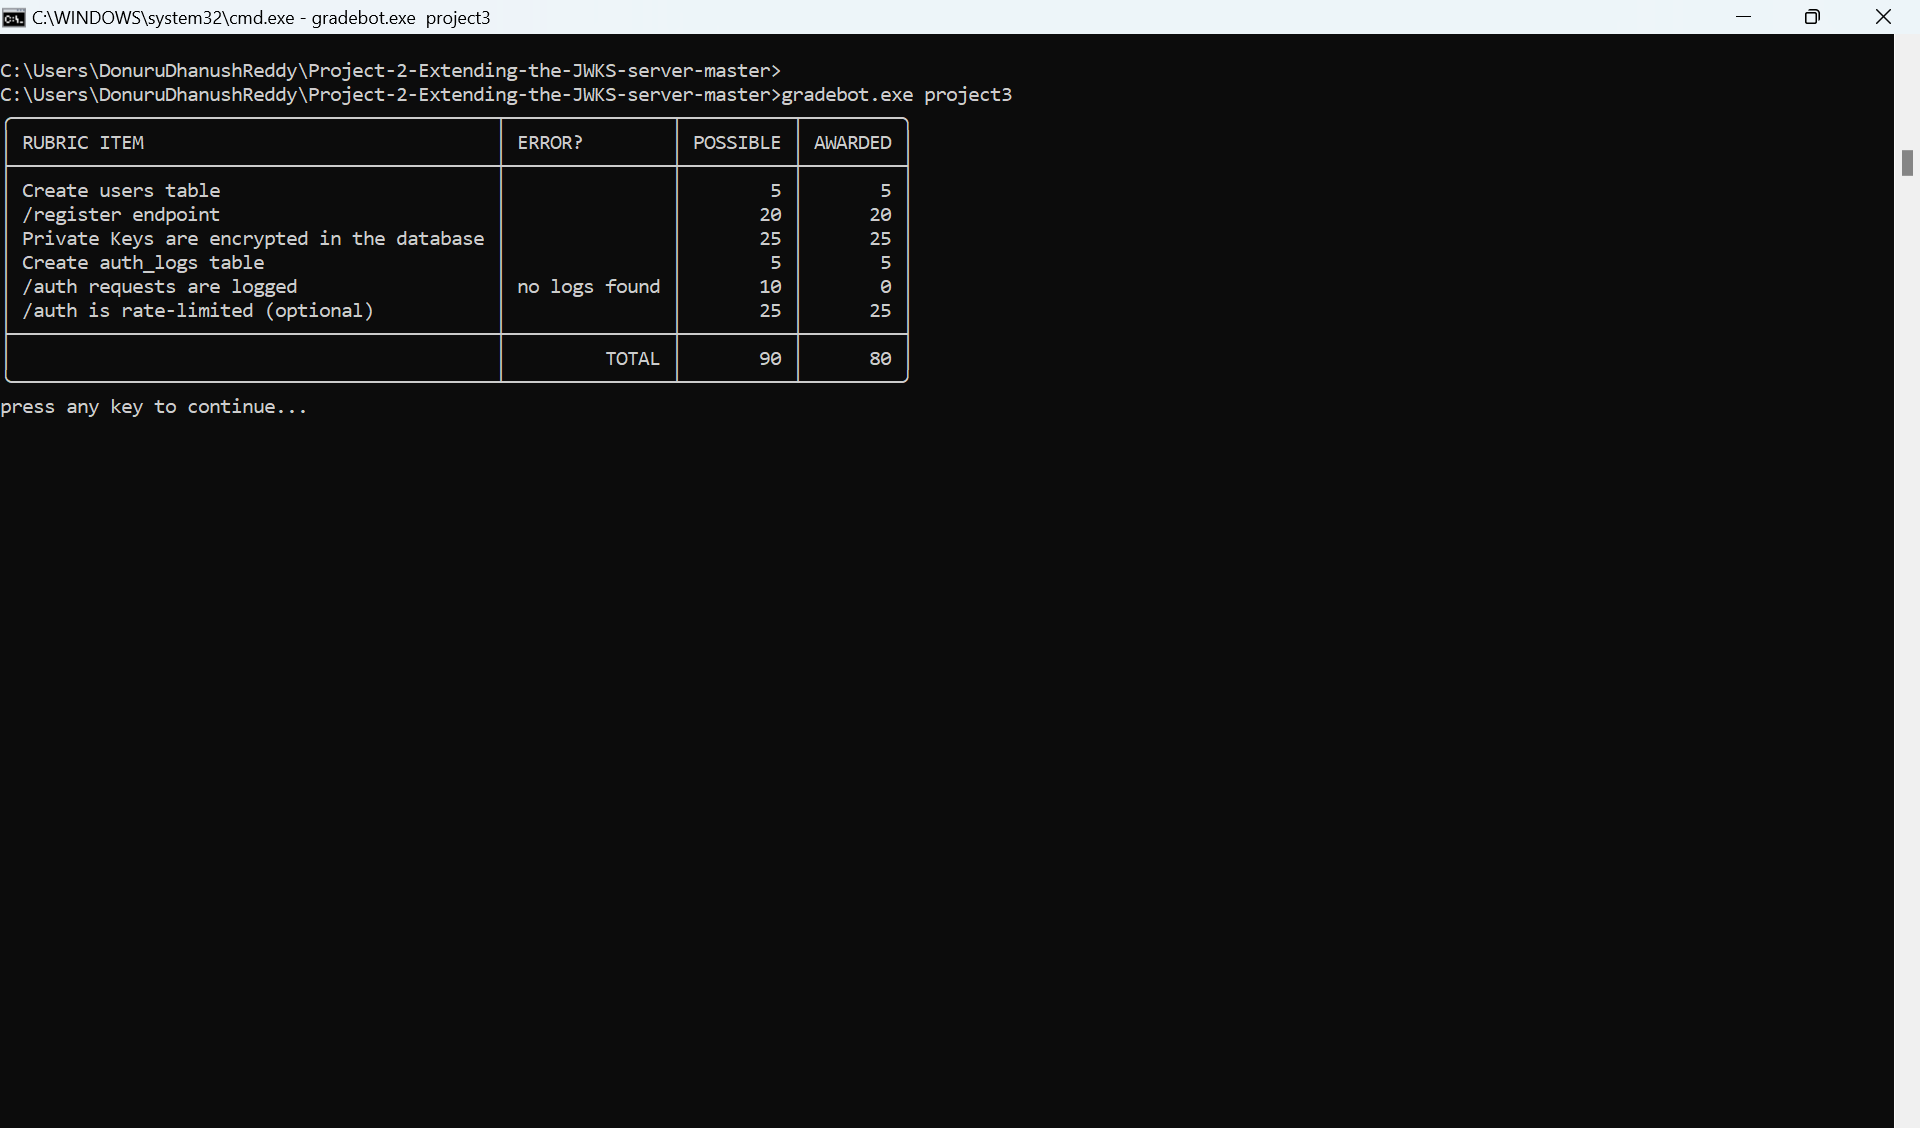 C:\WINDOWS\system32\cmd.exe - gradebot.exe  project3
C:\Users\DonuruDhanushReddy\Project-2-Extending-the-JWKS-server-master>
C:\Users\DonuruDhanushReddy\Project-2-Extending-the-JWKS-server-master>gradebot.exe project3
RUBRIC ITEM ERROR? POSSIBLE AWARDED
Create users table 5 5
/register endpoint 20 20
Private Keys are encrypted in the database 25 25
Create auth_logs table 5 5
/auth requests are logged no logs found 10 0
/auth is rate-limited (optional) 25 25
TOTAL 90 80
press any key to continue...